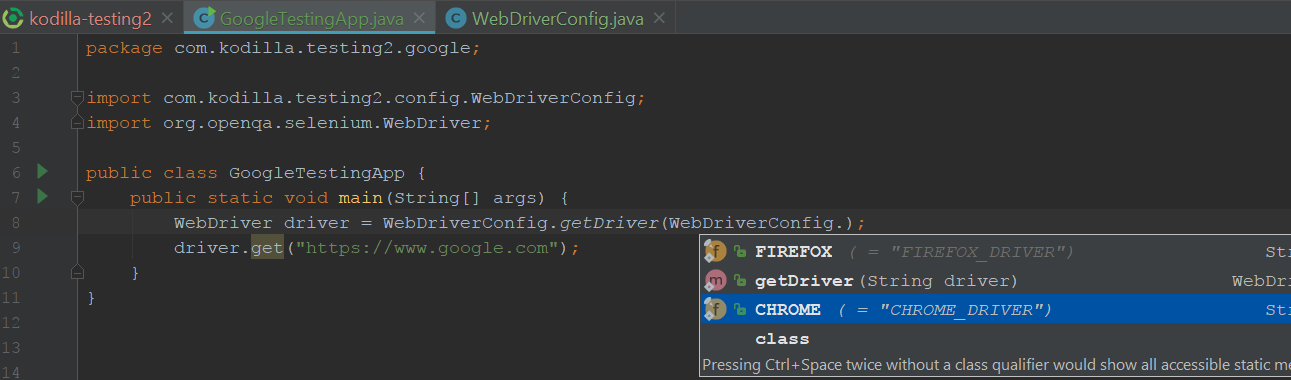 kodilla-testing2 GoogleTestingApp.java WebDriverConfig.java
1 package com.kodilla.testing2.google;
2
3 import com.kodilla.testing2.config.WebDriverConfig;
4 import org.openqa.selenium.WebDriver;
5
6 public class GoogleTestingApp {
7 public static void main(String[] args) {
8 WebDriver driver = WebDriverConfig.getDriver(WebDriverConfig.);
9 driver.get("https://www.google.com");
10 }
11 }
12
13
14
f FIREFOX ( = "FIREFOX_DRIVER") Stri
m getDriver(String driver) WebDri
f CHROME ( = "CHROME_DRIVER") Stri
class
Pressing Ctrl+Space twice without a class qualifier would show all accessible static me